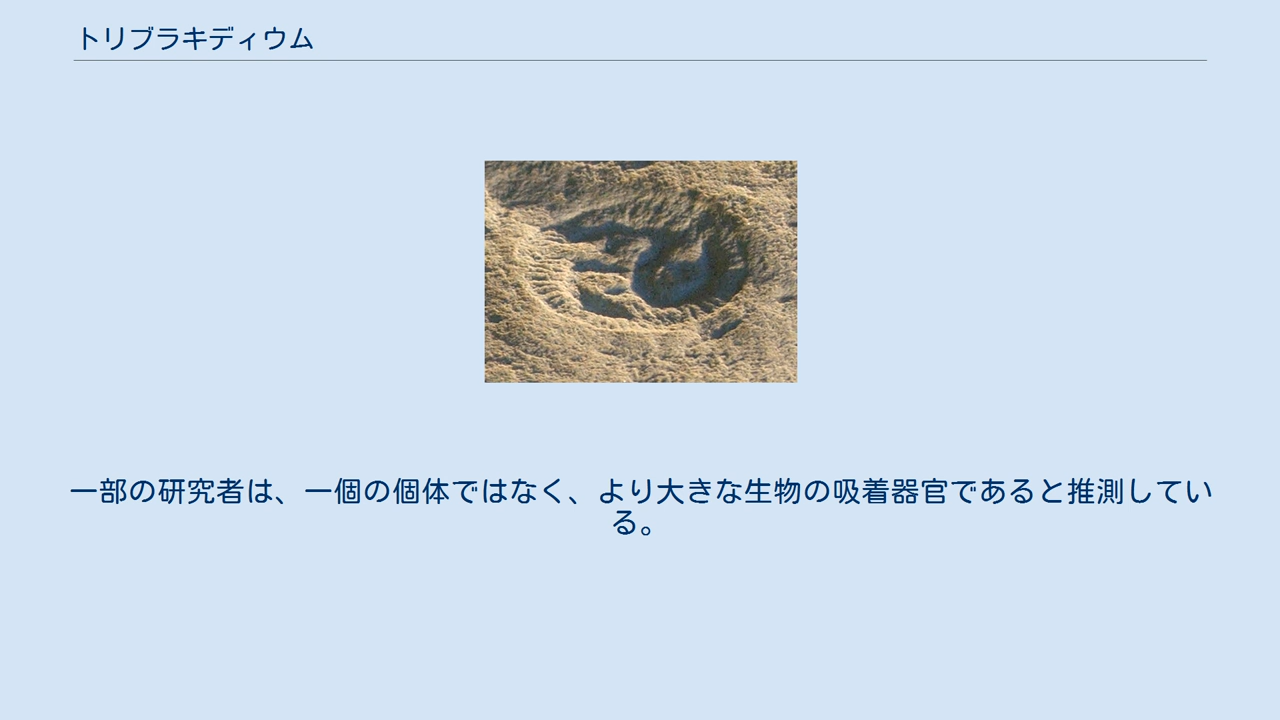 トリブラキディウム
一部の研究者は、一個の個体ではなく、より大きな生物の吸着器官であると推測してい
る。